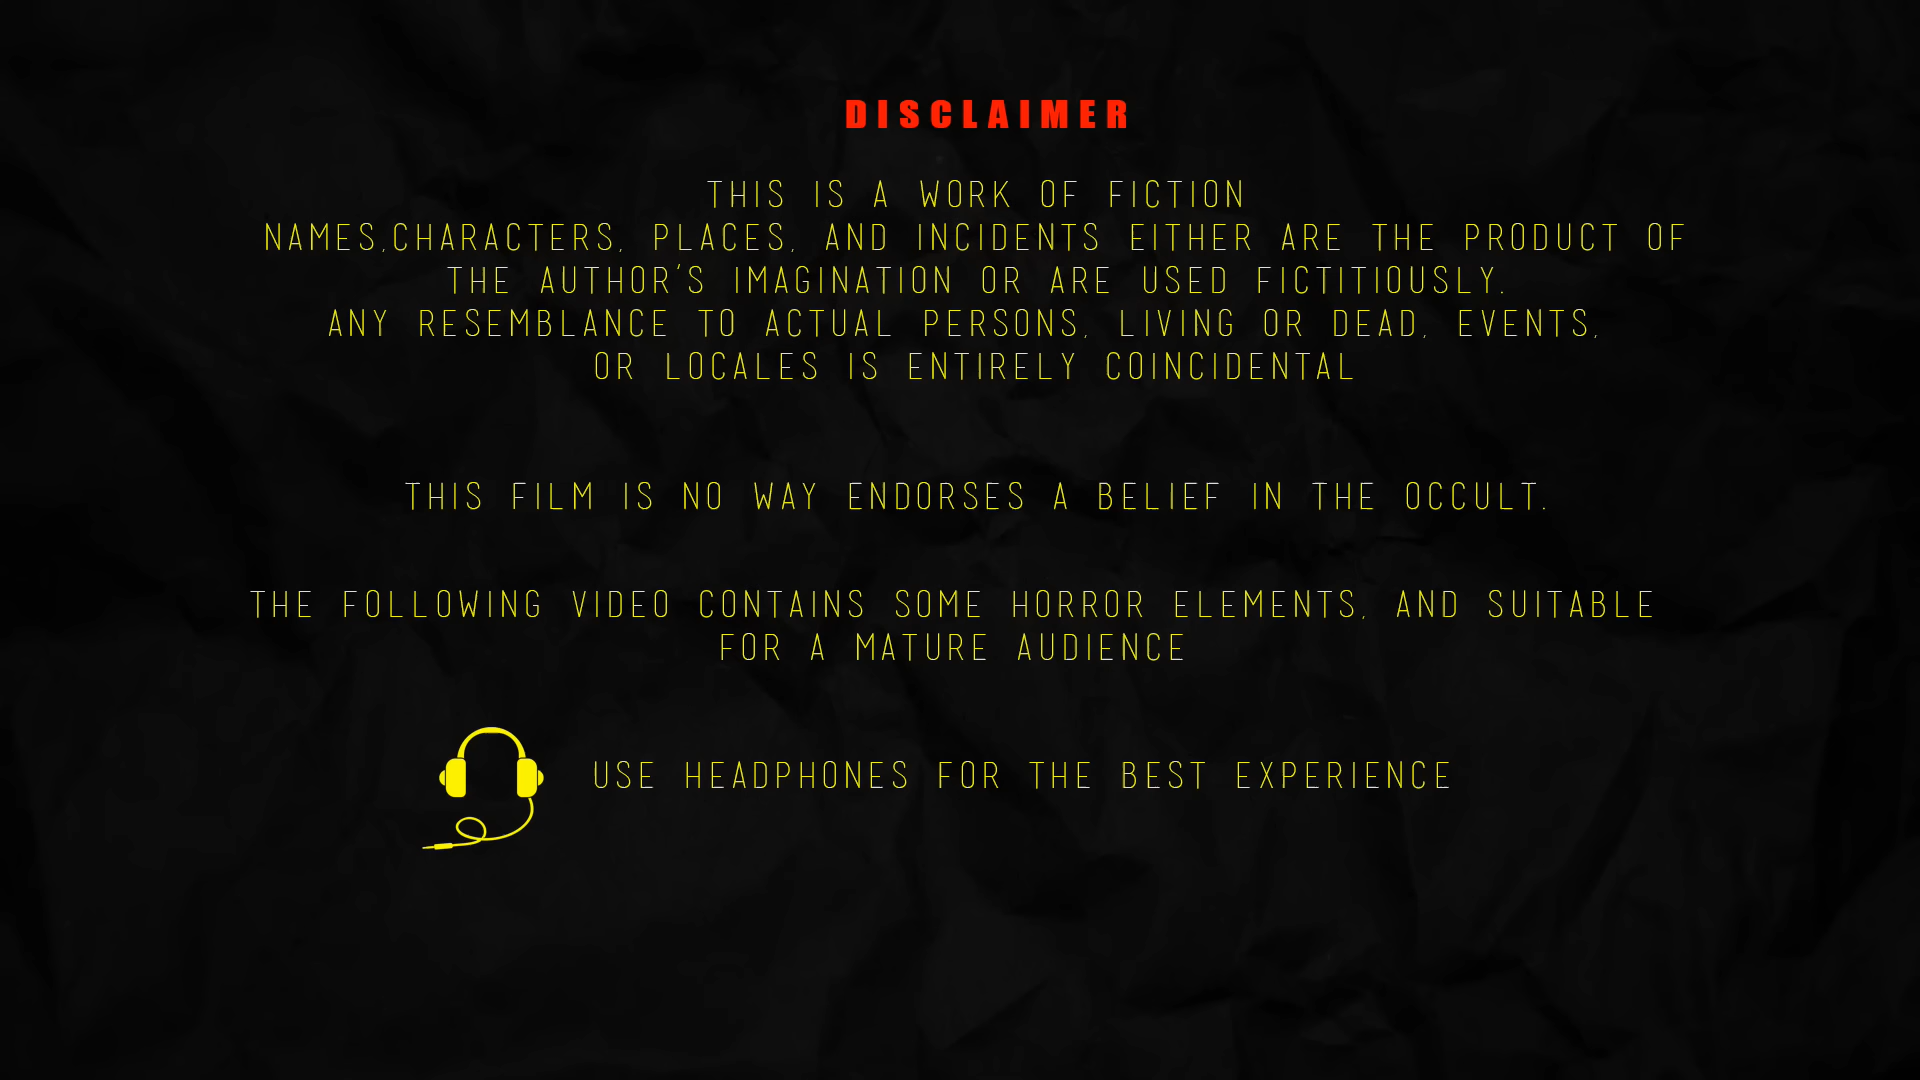 DISCLAIMER
THIS IS A WORK OF FICTION
NAMES,CHARACTERS, PLACES, AND INCIDENTS EITHER ARE THE PRODUCT OF
THE AUTHOR'S IMAGINATION OR ARE USED FICTITIOUSLY.
ANY RESEMBLANCE TO ACTUAL PERSONS, LIVING OR DEAD, EVENTS,
OR LOCALES IS ENTIRELY COINCIDENTAL
THIS FILM IS NO WAY ENDORSES A BELIEF IN THE OCCULT.
THE FOLLOWING VIDEO CONTAINS SOME HORROR ELEMENTS, AND SUITABLE
FOR A MATURE AUDIENCE
USE HEADPHONES FOR THE BEST EXPERIENCE